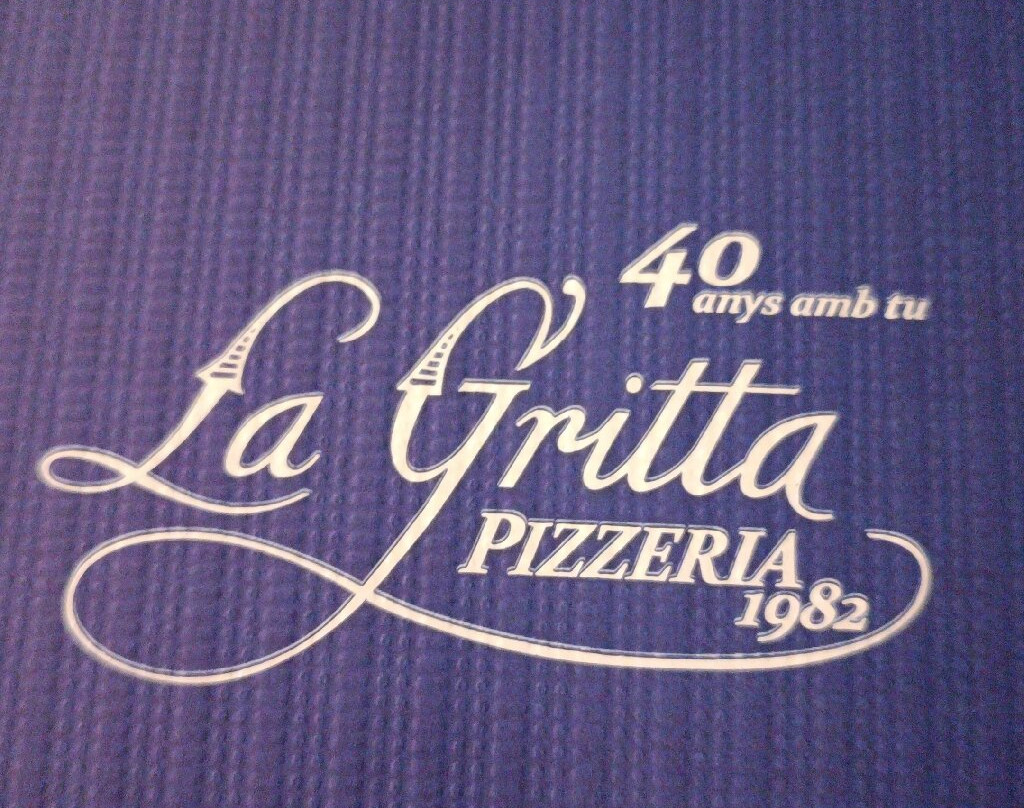 40
anys amb tu
La Gritta
PIZZERIA
1982